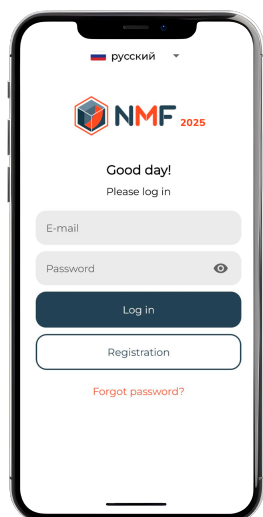 русский
NMF 2025
Good day!
Please log in
E-mail
Password
Log in
Registration
Forgot password?